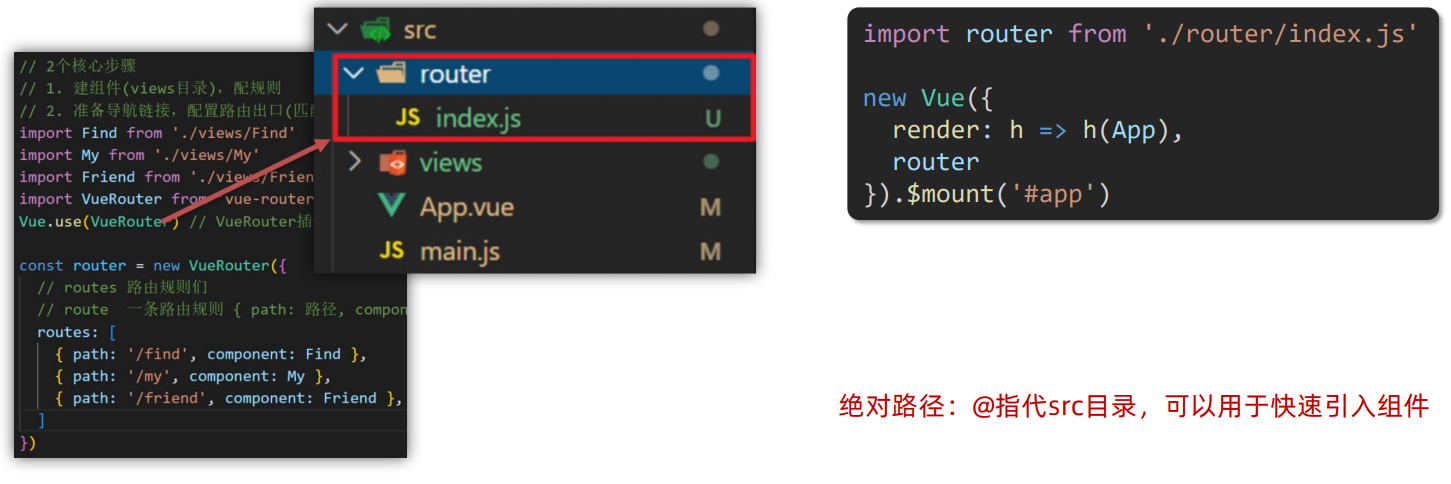 // 2个核心步骤
// 1. 建组件(views目录)，配规则
// 2. 准备导航链接，配置路由出口(匹
import Find from './views/Find'
import My from './views/My'
import Friend from './views/Frien
import VueRouter from 'vue-router
Vue.use(VueRouter) // VueRouter插
const router = new VueRouter({
// routes 路由规则们
// route 一条路由规则 { path: 路径, compon
routes: [
{ path: '/find', component: Find },
{ path: '/my', component: My },
{ path: '/friend', component: Friend },
]
})
src
router
JS index.js U
views
App.vue M
JS main.js M
import router from './router/index.js'
new Vue({
render: h => h(App),
router
}).$mount('#app')
绝对路径：@指代src目录，可以用于快速引入组件